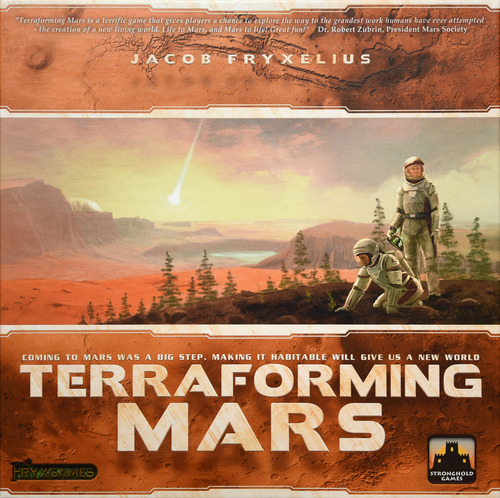 "Terraforming Mars is a terrific game that gives players a chance to explore the way to the grandest work humans have ever attempted
- the creation of a new living world. Life to Mars, and Mars to life! Great fun!" Dr. Robert Zubrin, President Mars Society
JACOB FRYXELIUS
COMING TO MARS WAS A BIG STEP. MAKING IT HABITABLE WILL GIVE US A NEW WORLD
TERRAFORMING
MARS
FRYXGAMES
STRONGHOLD
GAMES